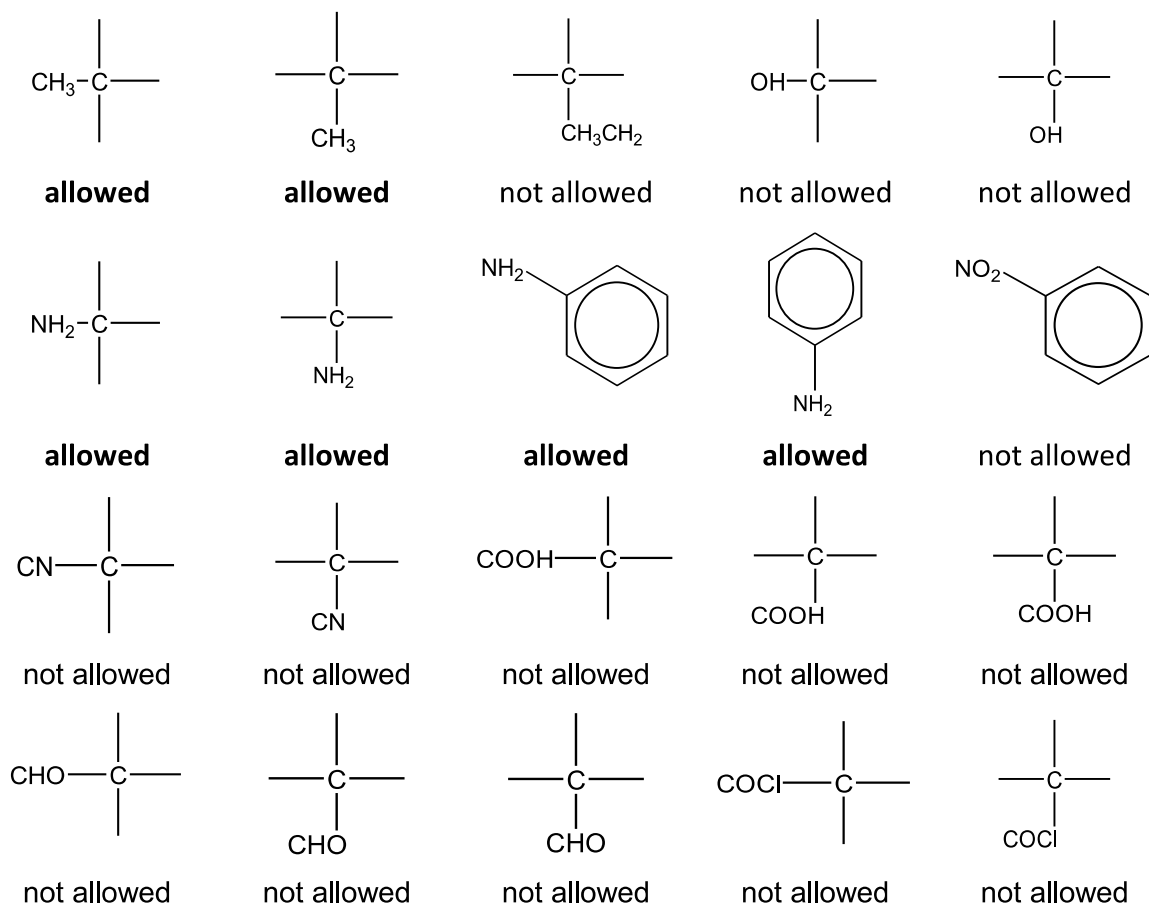 CH₃ C C C OH C C
CH₃ CH₃CH₂ OH
allowed allowed not allowed not allowed not allowed
NH₂ C C NH₂ NO₂
NH₂ NH₂
allowed allowed allowed allowed not allowed
CN C C COOH C C C
CN COOH COOH
not allowed not allowed not allowed not allowed not allowed
CHO C C C COCl C C
CHO CHO COCl
not allowed not allowed not allowed not allowed not allowed